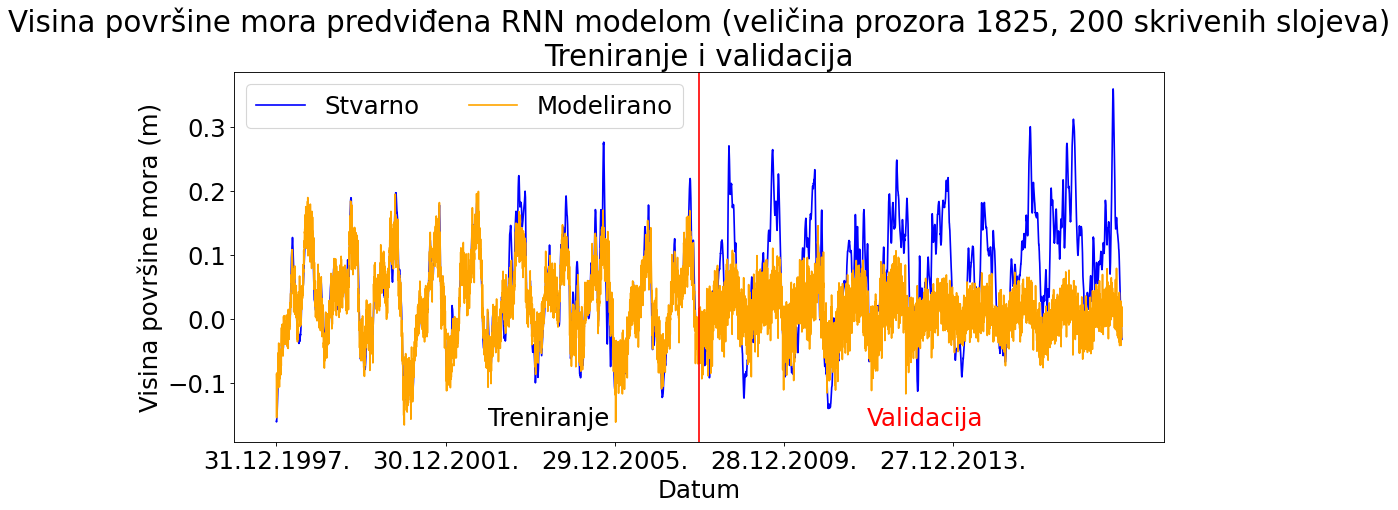 Visina površine mora predviđena RNN modelom (veličina prozora 1825, 200 skrivenih slojeva)
Treniranje i validacija
Stvarno Modelirano
Visina površine mora (m)
0.3
0.2
0.1
0.0
−0.1
Treniranje Validacija
31.12.1997. 30.12.2001. 29.12.2005. 28.12.2009. 27.12.2013.
Datum